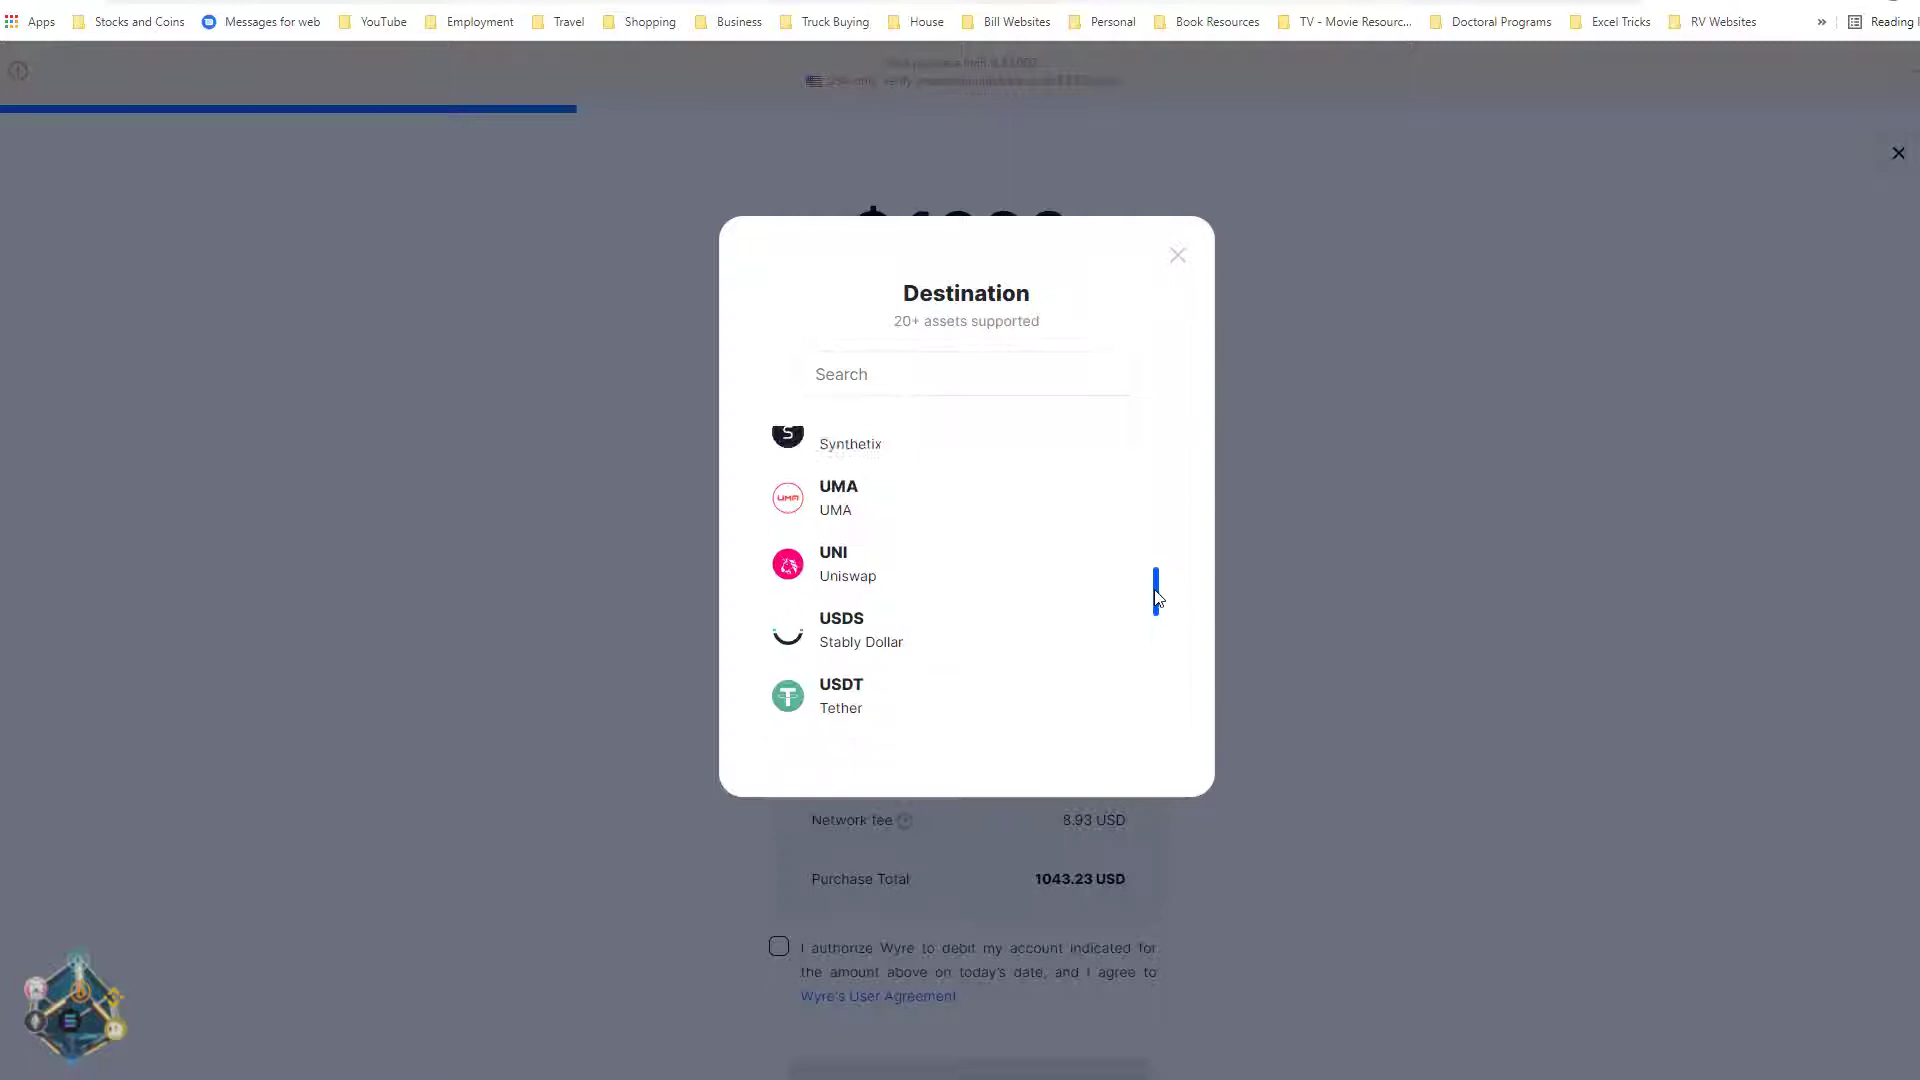 Apps Stocks and Coins Messages for web YouTube Employment Travel Shopping Business Truck Buying House Bill Websites Personal Book Resources TV - Movie Resourc... Doctoral Programs Excel Tricks RV Websites » Reading
Destination
20+ assets supported
Search
Synthetix
UMA
UMA
UNI
Uniswap
USDS
Stably Dollar
USDT
Tether
Network fee 8.93 USD
Purchase Total 1043.23 USD
I authorize Wyre to debit my account indicated for
the amount above on today's date, and I agree to
Wyre's User Agreement